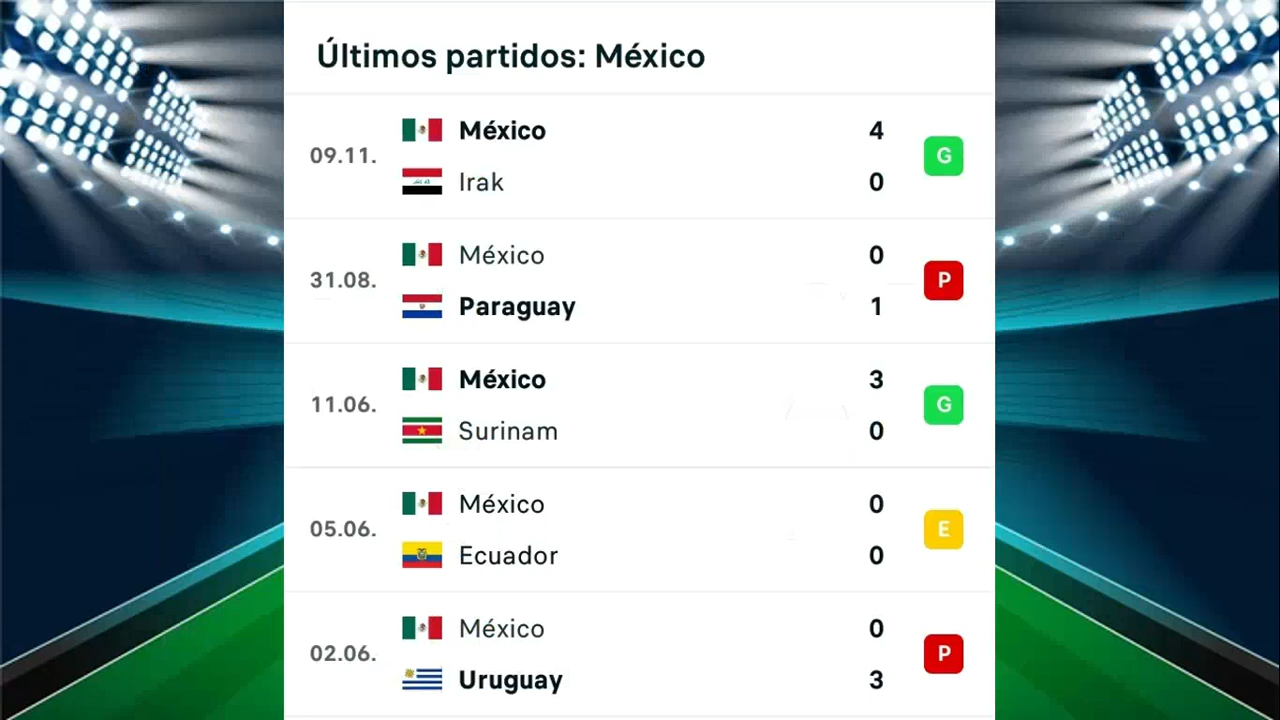 Últimos partidos: México
09.11.
México 4
Irak 0
G
31.08.
México 0
Paraguay 1
P
11.06.
México 3
Surinam 0
G
05.06.
México 0
Ecuador 0
E
02.06.
México 0
Uruguay 3
P